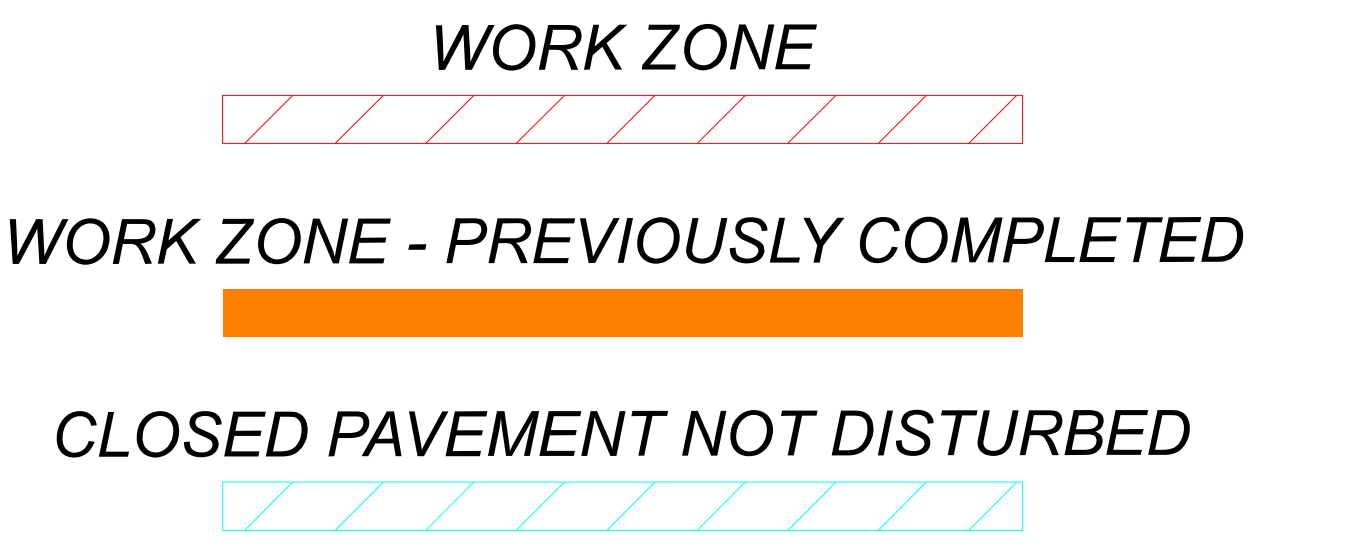 WORK ZONE
WORK ZONE - PREVIOUSLY COMPLETED
CLOSED PAVEMENT NOT DISTURBED